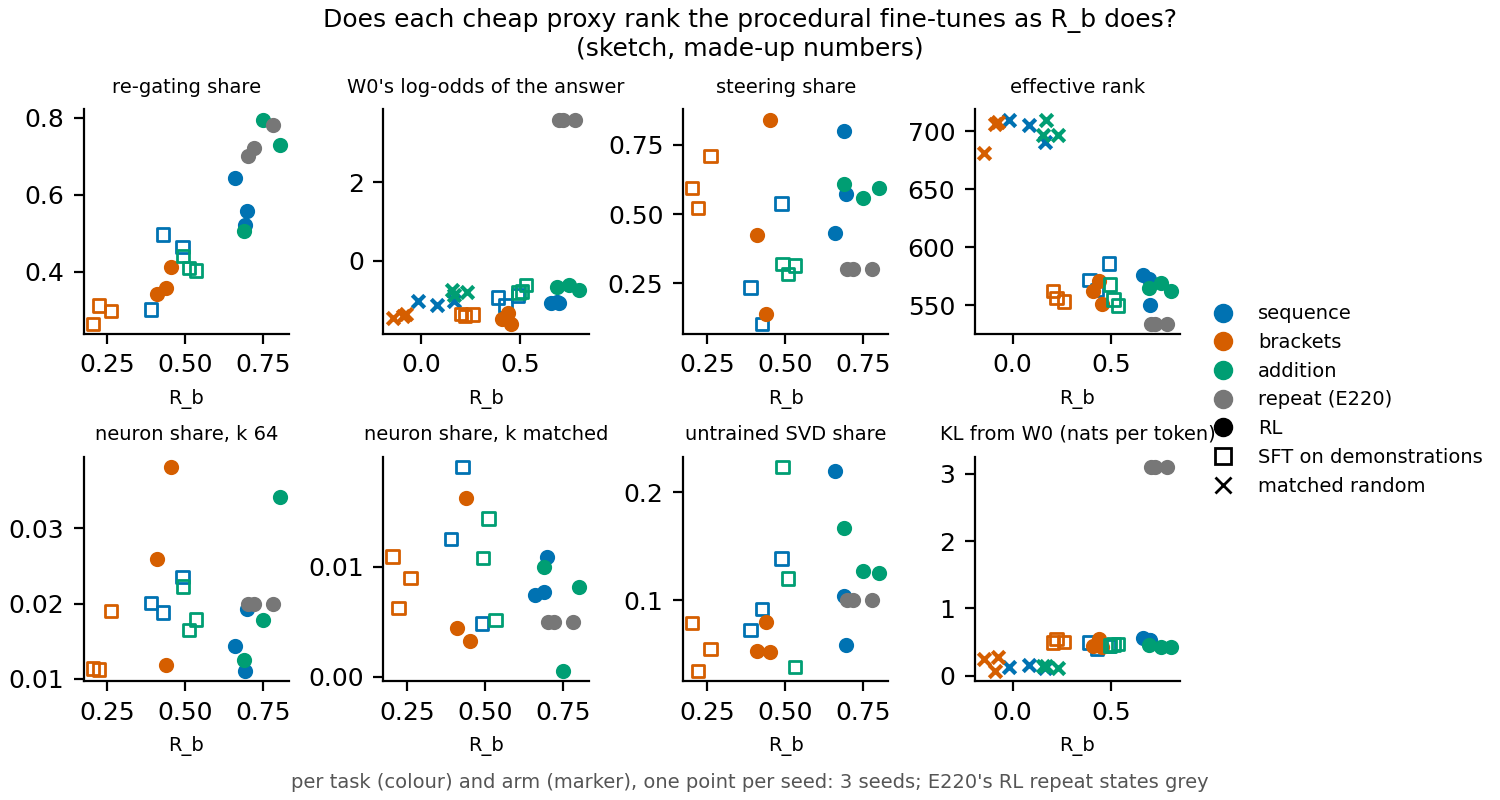 Does each cheap proxy rank the procedural fine-tunes as R_b does?
(sketch, made-up numbers)
re-gating share
W0's log-odds of the answer
steering share
effective rank
0.8
0.6
0.4
0.25 0.50 0.75
R_b
2
0
0.0 0.5
R_b
0.75
0.50
0.25
0.25 0.50 0.75
R_b
700
650
600
550
0.0 0.5
R_b
sequence
brackets
addition
repeat (E220)
RL
SFT on demonstrations
matched random
neuron share, k 64
neuron share, k matched
untrained SVD share
KL from W0 (nats per token)
0.03
0.02
0.01
0.25 0.50 0.75
R_b
0.01
0.00
0.25 0.50 0.75
R_b
0.2
0.1
0.25 0.50 0.75
R_b
3
2
1
0
0.0 0.5
R_b
per task (colour) and arm (marker), one point per seed: 3 seeds; E220's RL repeat states grey